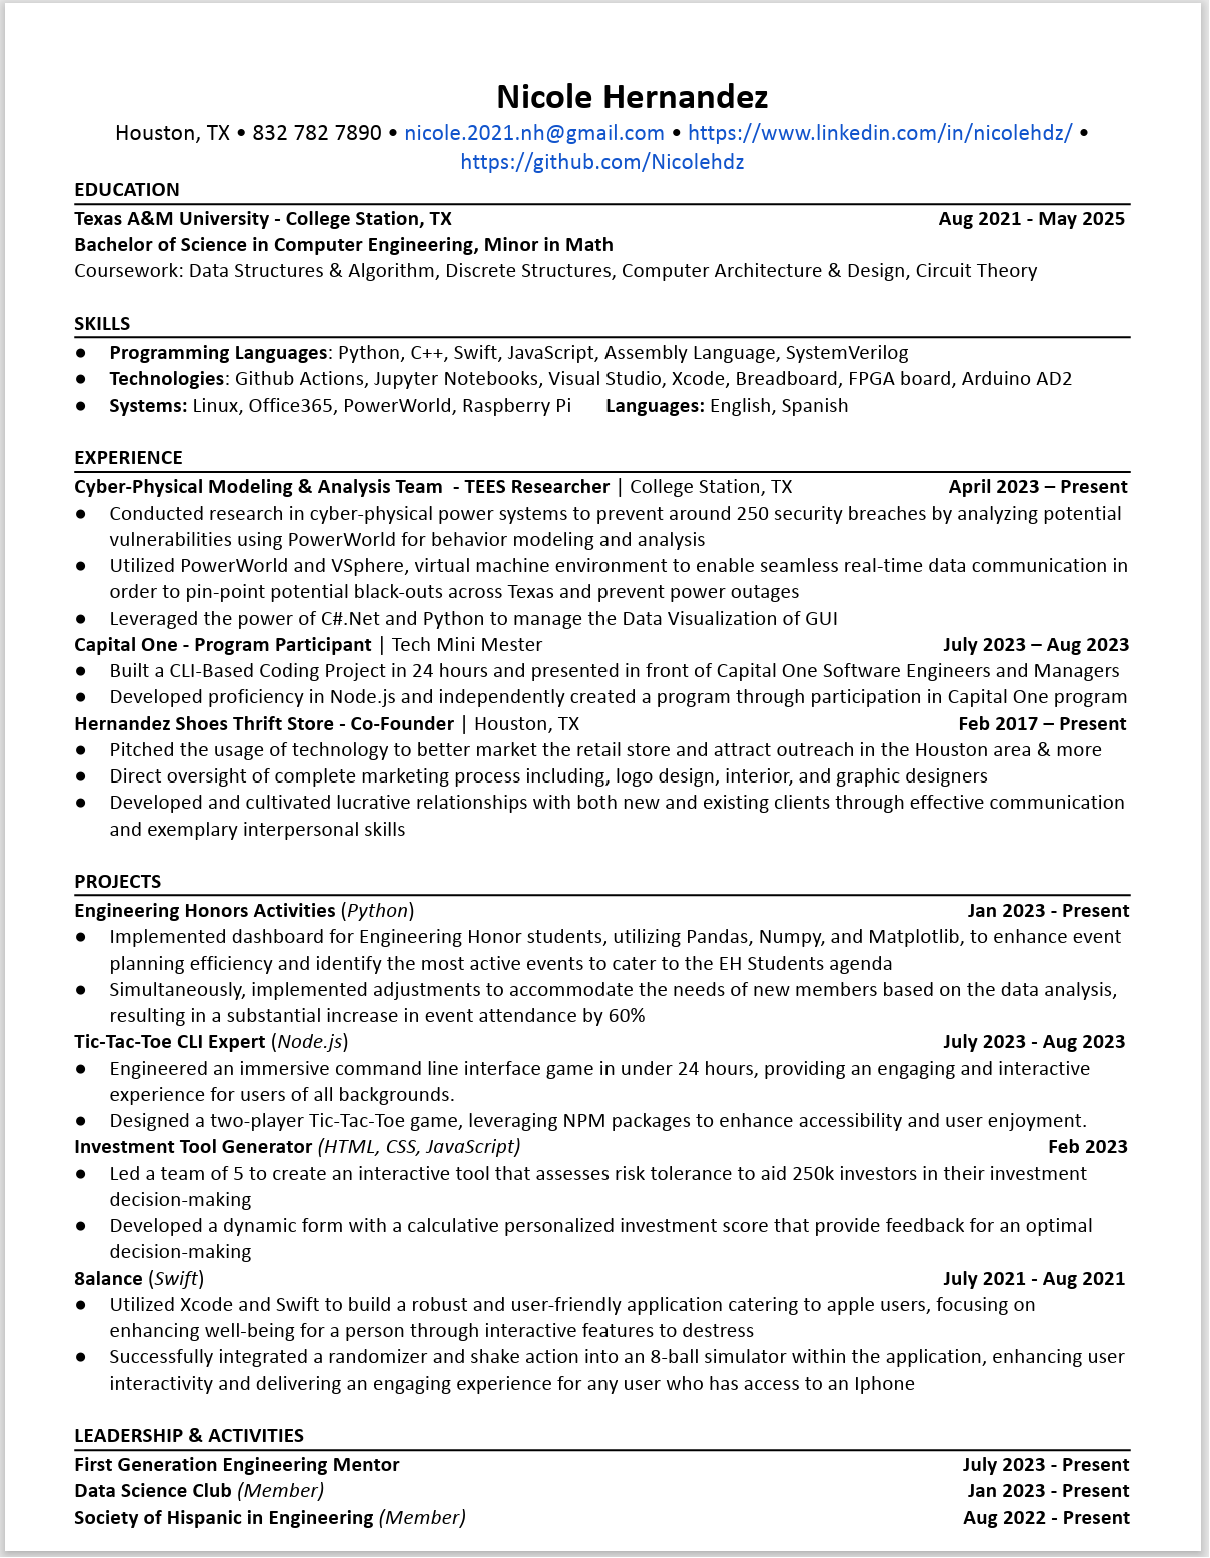 Nicole Hernandez
Houston, TX • 832 782 7890 • nicole.2021.nh@gmail.com • https://www.linkedin.com/in/nicolehdz/ •
https://github.com/Nicolehdz
EDUCATION
Texas A&M University - College Station, TX Aug 2021 - May 2025
Bachelor of Science in Computer Engineering, Minor in Math
Coursework: Data Structures & Algorithm, Discrete Structures, Computer Architecture & Design, Circuit Theory
SKILLS
● Programming Languages: Python, C++, Swift, JavaScript, Assembly Language, SystemVerilog
● Technologies: Github Actions, Jupyter Notebooks, Visual Studio, Xcode, Breadboard, FPGA board, Arduino AD2
● Systems: Linux, Office365, PowerWorld, Raspberry Pi Languages: English, Spanish
EXPERIENCE
Cyber-Physical Modeling & Analysis Team - TEES Researcher | College Station, TX April 2023 – Present
● Conducted research in cyber-physical power systems to prevent around 250 security breaches by analyzing potential
vulnerabilities using PowerWorld for behavior modeling and analysis
● Utilized PowerWorld and VSphere, virtual machine environment to enable seamless real-time data communication in
order to pin-point potential black-outs across Texas and prevent power outages
● Leveraged the power of C#.Net and Python to manage the Data Visualization of GUI
Capital One - Program Participant | Tech Mini Mester July 2023 – Aug 2023
● Built a CLI-Based Coding Project in 24 hours and presented in front of Capital One Software Engineers and Managers
● Developed proficiency in Node.js and independently created a program through participation in Capital One program
Hernandez Shoes Thrift Store - Co-Founder | Houston, TX Feb 2017 – Present
● Pitched the usage of technology to better market the retail store and attract outreach in the Houston area & more
● Direct oversight of complete marketing process including, logo design, interior, and graphic designers
● Developed and cultivated lucrative relationships with both new and existing clients through effective communication
and exemplary interpersonal skills
PROJECTS
Engineering Honors Activities (Python) Jan 2023 - Present
● Implemented dashboard for Engineering Honor students, utilizing Pandas, Numpy, and Matplotlib, to enhance event
planning efficiency and identify the most active events to cater to the EH Students agenda
● Simultaneously, implemented adjustments to accommodate the needs of new members based on the data analysis,
resulting in a substantial increase in event attendance by 60%
Tic-Tac-Toe CLI Expert (Node.js) July 2023 - Aug 2023
● Engineered an immersive command line interface game in under 24 hours, providing an engaging and interactive
experience for users of all backgrounds.
● Designed a two-player Tic-Tac-Toe game, leveraging NPM packages to enhance accessibility and user enjoyment.
Investment Tool Generator (HTML, CSS, JavaScript) Feb 2023
● Led a team of 5 to create an interactive tool that assesses risk tolerance to aid 250k investors in their investment
decision-making
● Developed a dynamic form with a calculative personalized investment score that provide feedback for an optimal
decision-making
8alance (Swift) July 2021 - Aug 2021
● Utilized Xcode and Swift to build a robust and user-friendly application catering to apple users, focusing on
enhancing well-being for a person through interactive features to destress
● Successfully integrated a randomizer and shake action into an 8-ball simulator within the application, enhancing user
interactivity and delivering an engaging experience for any user who has access to an Iphone
LEADERSHIP & ACTIVITIES
First Generation Engineering Mentor July 2023 - Present
Data Science Club (Member) Jan 2023 - Present
Society of Hispanic in Engineering (Member) Aug 2022 - Present